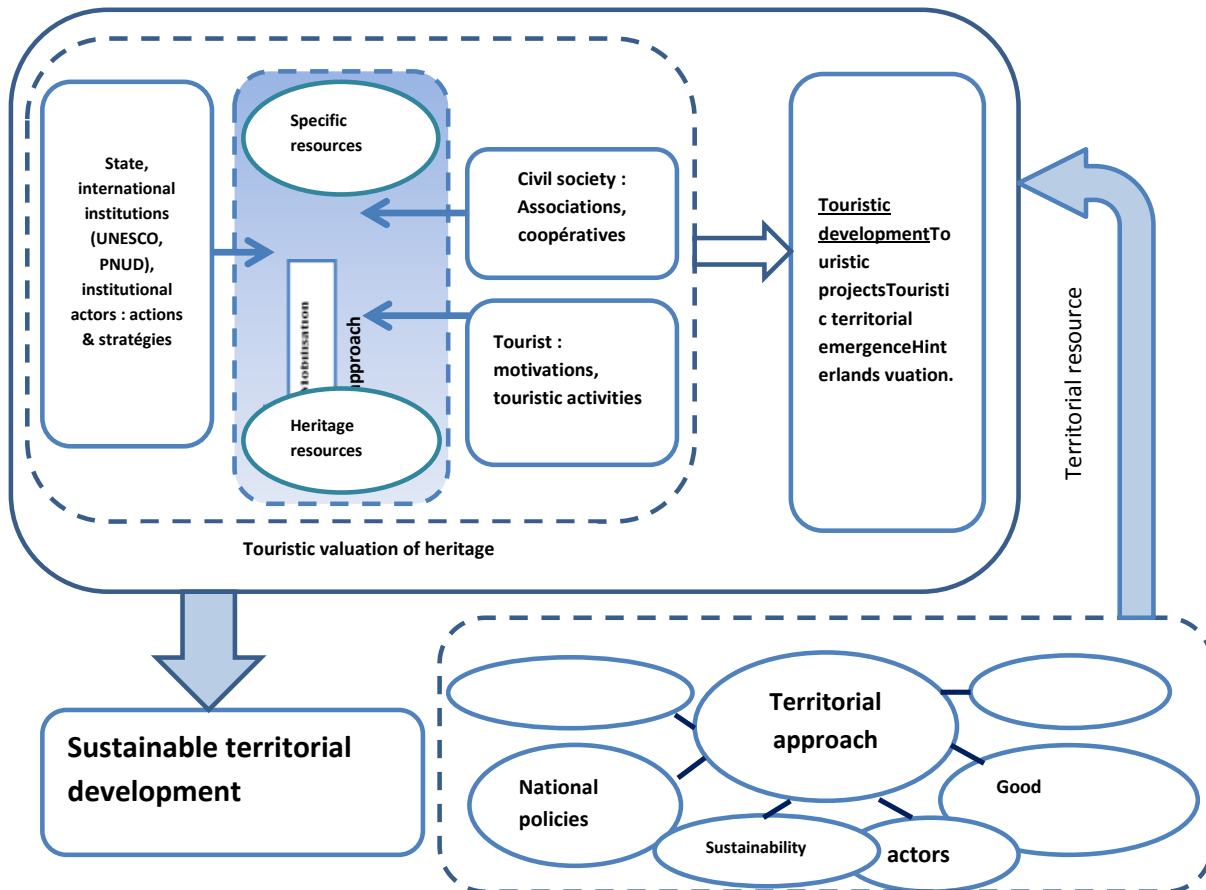 State,
international
institutions
(UNESCO,
PNUD),
institutional
actors : actions
& stratégies
Specific
resources
Mobilisation
approach
Heritage
resources
Civil society :
Associations,
coopératives
Tourist :
motivations,
touristic activities
Touristic
developmentTo
uristic
projectsTouristi
c territorial
emergenceHint
erlands vuation.
Touristic valuation of heritage
Territorial resource
Sustainable territorial
development
Territorial
approach
National
policies
Sustainability
actors
Good